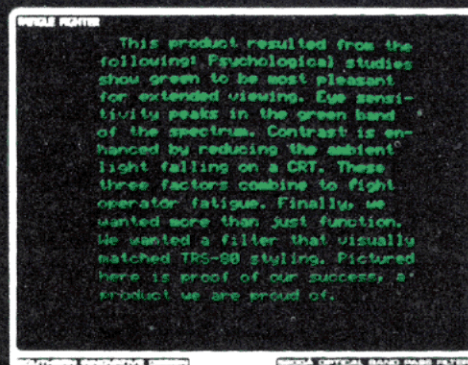 FATIGUE FIGHTER
This product resulted from the
following: Psychological studies
show green to be most pleasant
for extended viewing. Eye sensi-
tivity peaks in the green band
of the spectrum. Contrast is en-
hanced by reducing the ambient
light falling on a CRT. These
three factors combine to fight
operator fatigue. Finally, we
wanted more than just function.
We wanted a filter that visually
matched TRS-80 styling. Pictured
here is proof of our success, a
product we are proud of.
OPTICAL BAND PASS FILTER